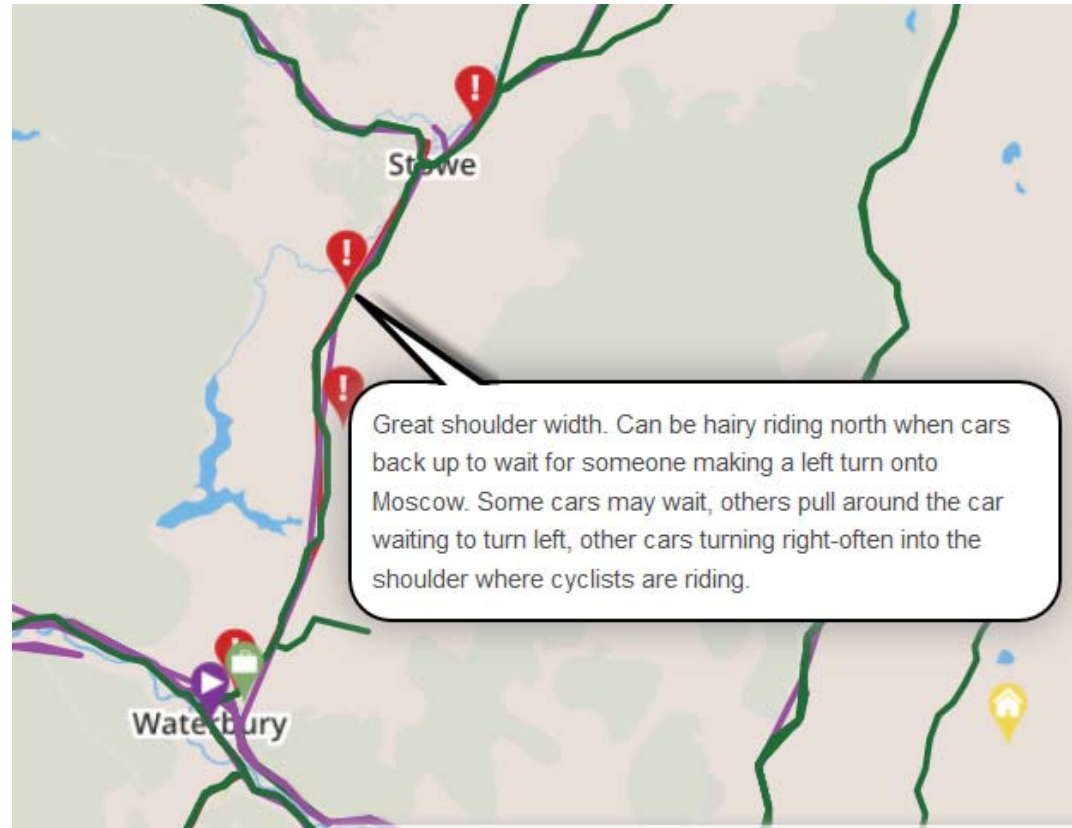 Stowe
Great shoulder width. Can be hairy riding north when cars
back up to wait for someone making a left turn onto
Moscow. Some cars may wait, others pull around the car
waiting to turn left, other cars turning right-often into the
shoulder where cyclists are riding.
Waterbury